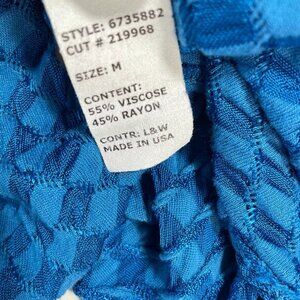 STYLE: 6735882
CUT # 219968
SIZE: M
CONTENT:
55% VISCOSE
45% RAYON
CONTR: L&W
MADE IN USA